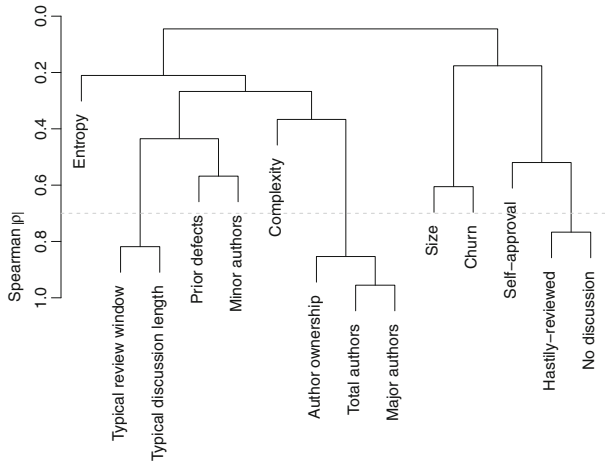 Spearman |ρ|
0.0
0.2
0.4
0.6
0.8
1.0
Entropy
Typical review window
Typical discussion length
Prior defects
Minor authors
Complexity
Author ownership
Total authors
Major authors
Size
Churn
Self−approval
Hastily−reviewed
No discussion